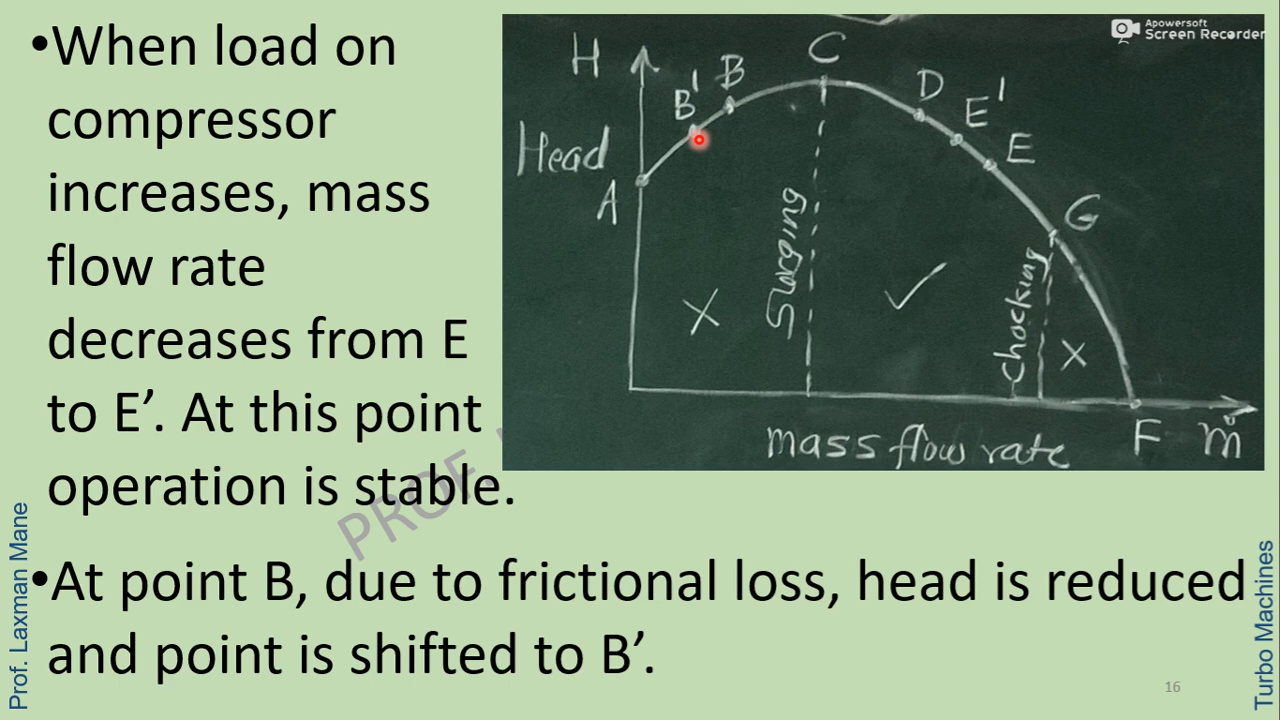 •When load on
compressor
increases, mass
flow rate
decreases from E
to E’. At this point
operation is stable.
•At point B, due to frictional loss, head is reduced
and point is shifted to B’.
Apowersoft
Screen Recorder
H
C
B'
B
D
E'
E
Head
A
G
Surging
chocking
X
✓
X
mass flow rate
F
ṁ
PROF
Prof. Laxman Mane
Turbo Machines
16